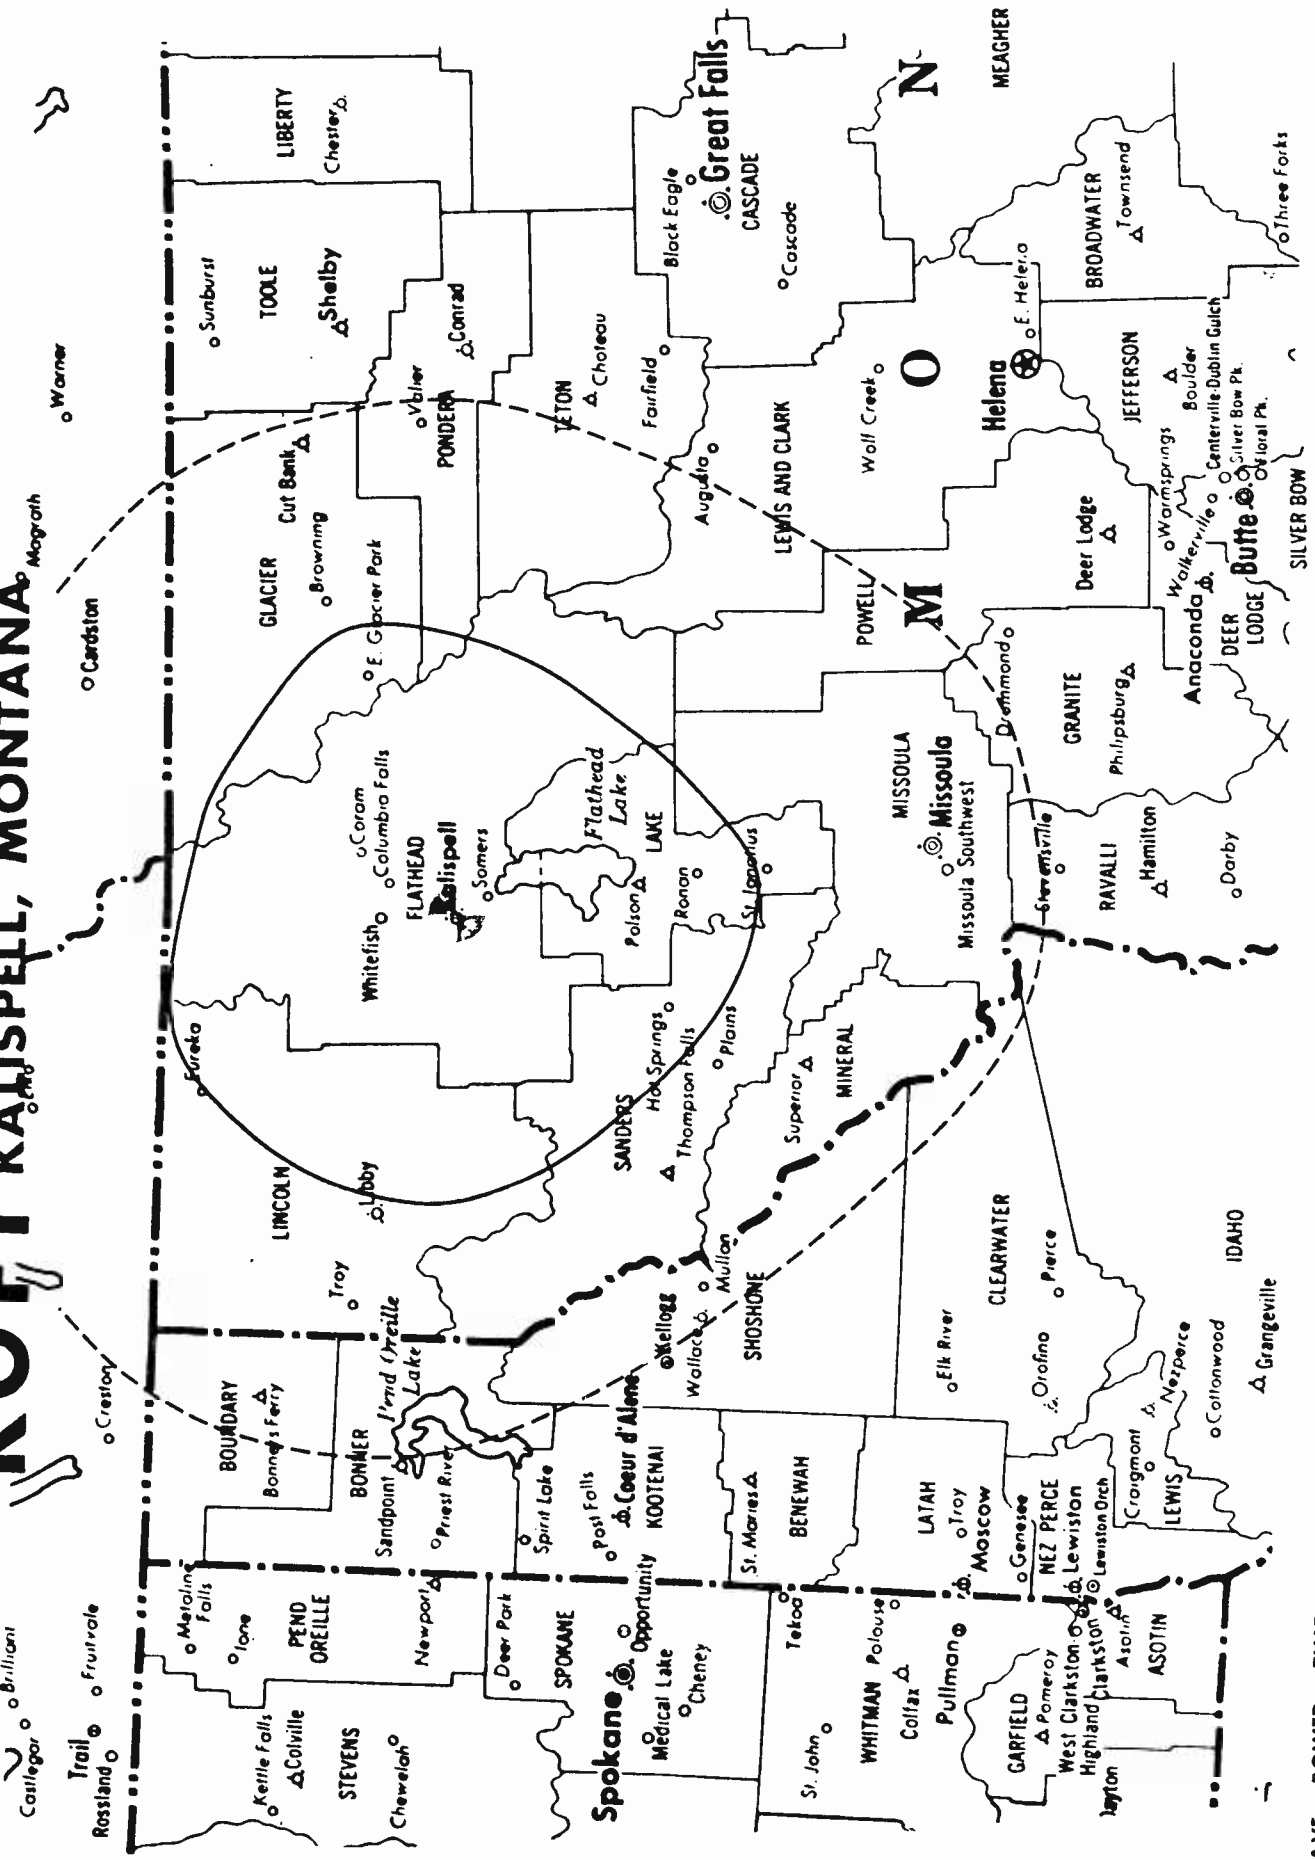 KALISPELL, MONTANA
Castlegar
Brilliant
Trail
Rossland
Fruitvale
Creston
Cardston
Magrath
Warner
Metaline
Falls
Ione
PEND
OREILLE
Newport
Kettle Falls
Colville
STEVENS
Chewelah
Deer Park
SPOKANE
Spokane
Opportunity
Medical Lake
Cheney
BOUNDARY
Bonners Ferry
BONNER
Sandpoint
Priest River
Pend Oreille
Lake
Spirit Lake
Post Falls
Coeur d'Alene
KOOTENAI
Kellogg
Wallace
Mullan
SHOSHONE
St. Maries
BENEWAH
Tekoa
St. John
WHITMAN
Palouse
Colfax
Pullman
LATAH
Troy
Moscow
Elk River
CLEARWATER
Pierce
Orofino
Genesee
NEZ PERCE
Lewiston
Lewiston Orch
Craigmont
LEWIS
Nezperce
Cottonwood
Grangeville
IDAHO
GARFIELD
Pomeroy
West Clarkston
Highland
Clarkston
Asotin
ASOTIN
Dayton
Troy
LINCOLN
Libby
Eureka
Whitefish
FLATHEAD
Kalispell
Somers
Coram
Columbia Falls
Flathead
Lake
LAKE
Polson
Ronan
St. Ignatius
SANDERS
Hot Springs
Thompson Falls
Plains
Superior
MINERAL
MISSOULA
Missoula
Missoula Southwest
Stevensville
RAVALLI
Hamilton
Darby
GRANITE
Philipsburg
Drummond
POWELL
Deer Lodge
Anaconda
DEER
LODGE
Warmsprings
Walkerville
Butte
Centerville-Dublin Gulch
Silver Bow Pk.
Floral Pk.
SILVER BOW
GLACIER
Browning
Cut Bank
E. Glacier Park
Sunburst
TOOLE
Shelby
LIBERTY
Chester
Valier
PONDERA
Conrad
TETON
Choteau
Fairfield
Augusta
LEWIS AND CLARK
Wolf Creek
Helena
E. Helena
JEFFERSON
Boulder
BROADWATER
Townsend
Three Forks
Black Eagle
Great Falls
CASCADE
Cascade
MEAGHER
M O N